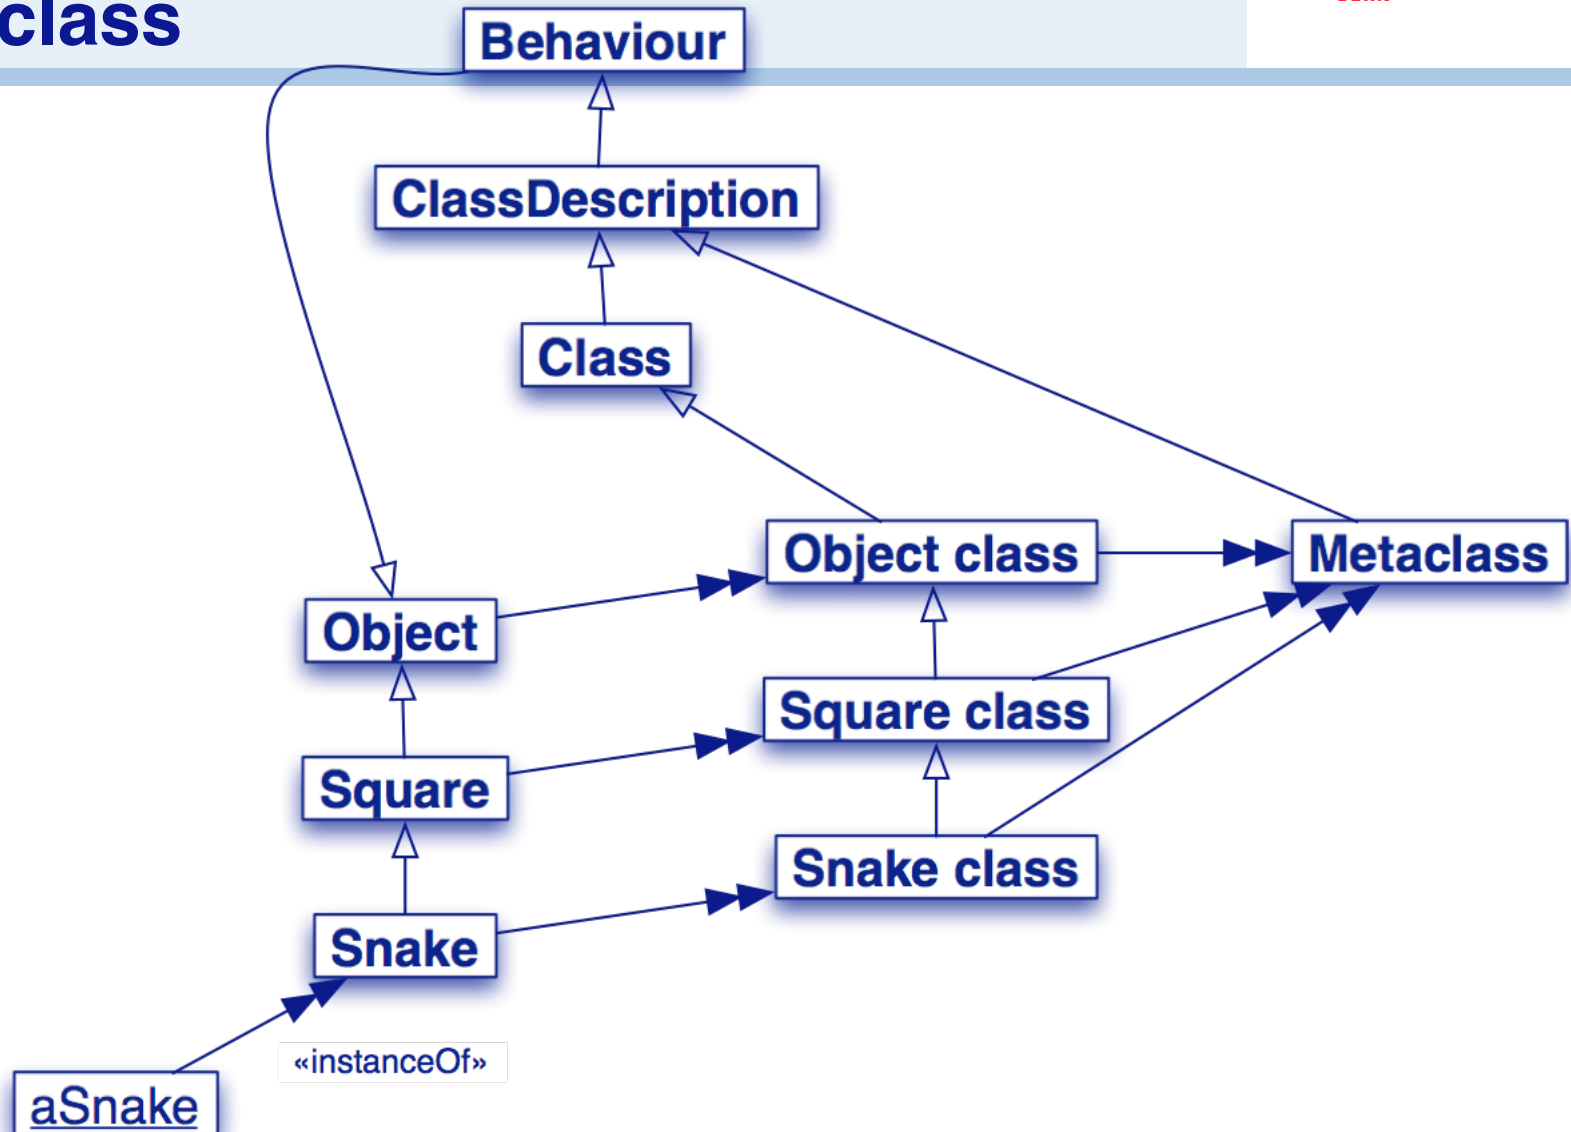 class
Behaviour
ClassDescription
Class
Object class
Metaclass
Object
Square class
Square
Snake class
Snake
«instanceOf»
aSnake